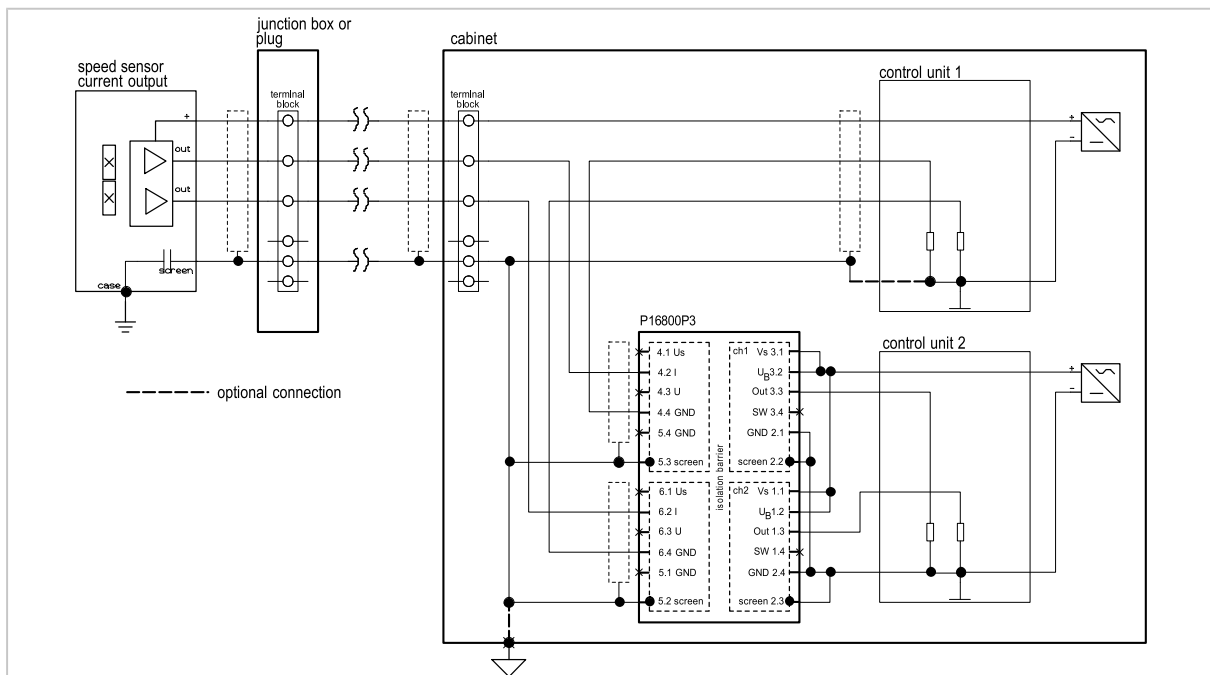 junction box or
plug
cabinet
speed sensor
current output
control unit 1
terminal
block
terminal
block
+
out
out
screen
case
+
-
optional connection
P16800P3
4.1 Us
4.2 I
4.3 U
4.4 GND
5.4 GND
5.3 screen
ch1 Vs 3.1
UB3.2
Out 3.3
SW 3.4
GND 2.1
screen 2.2
isolation barrier
6.1 Us
6.2 I
6.3 U
6.4 GND
5.1 GND
5.2 screen
ch2 Vs 1.1
UB1.2
Out 1.3
SW 1.4
GND 2.4
screen 2.3
control unit 2
+
-